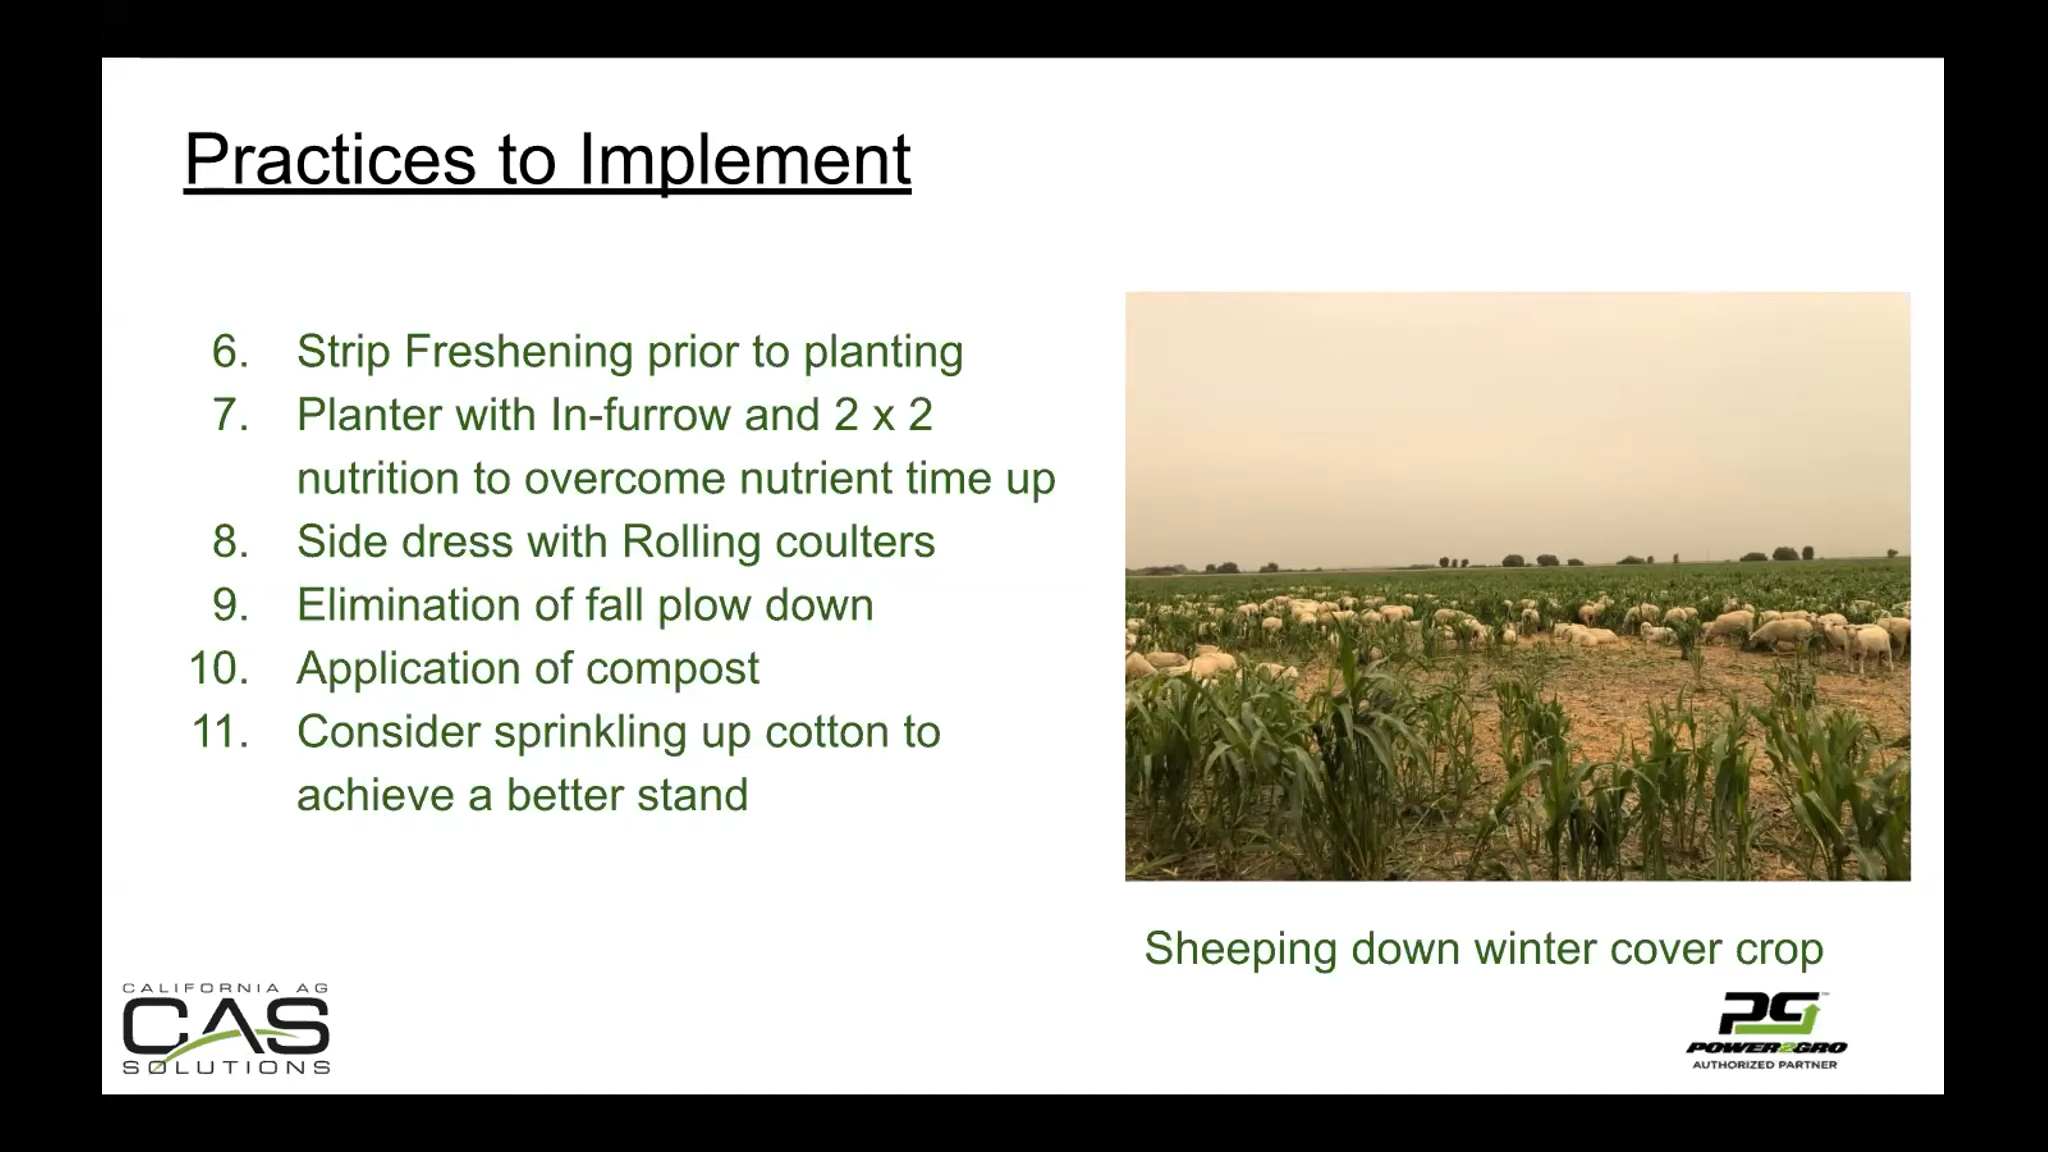 Practices to Implement
6. Strip Freshening prior to planting
7. Planter with In-furrow and 2 x 2
nutrition to overcome nutrient time up
8. Side dress with Rolling coulters
9. Elimination of fall plow down
10. Application of compost
11. Consider sprinkling up cotton to
achieve a better stand
Sheeping down winter cover crop
CALIFORNIA AG
CAS
SOLUTIONS
PG™
POWER2GRO
AUTHORIZED PARTNER